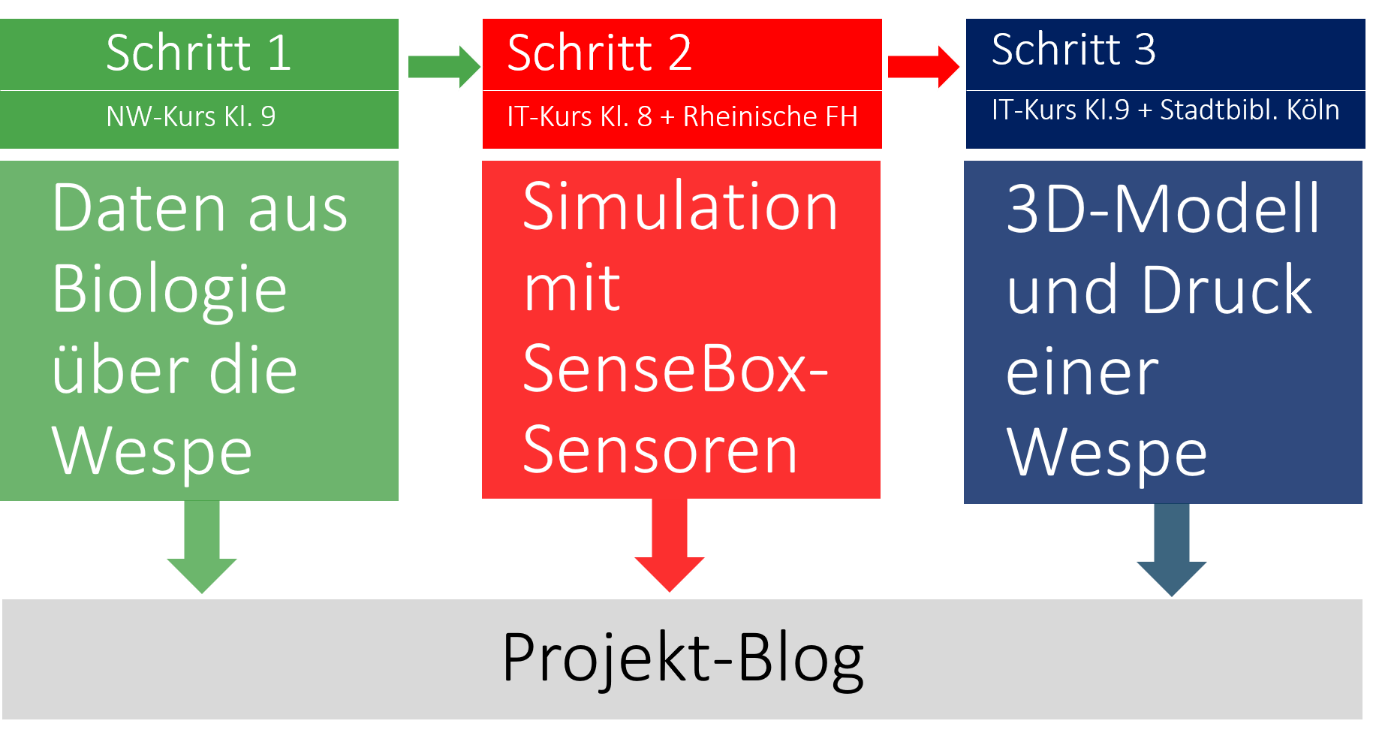 Schritt 1
NW-Kurs Kl. 9
Daten aus
Biologie
über die
Wespe
Schritt 2
IT-Kurs Kl. 8 + Rheinische FH
Simulation
mit
SenseBox-
Sensoren
Schritt 3
IT-Kurs Kl.9 + Stadtbibl. Köln
3D-Modell
und Druck
einer
Wespe
Projekt-Blog